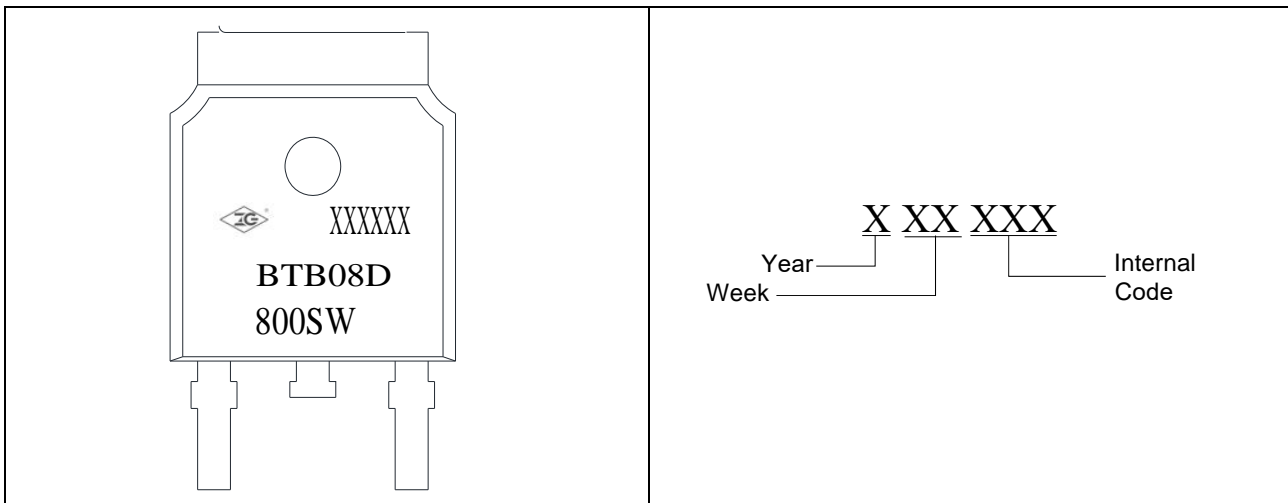 XXXXXX
BTB08D
800SW
X XX XXX
Year
Week
Internal
Code